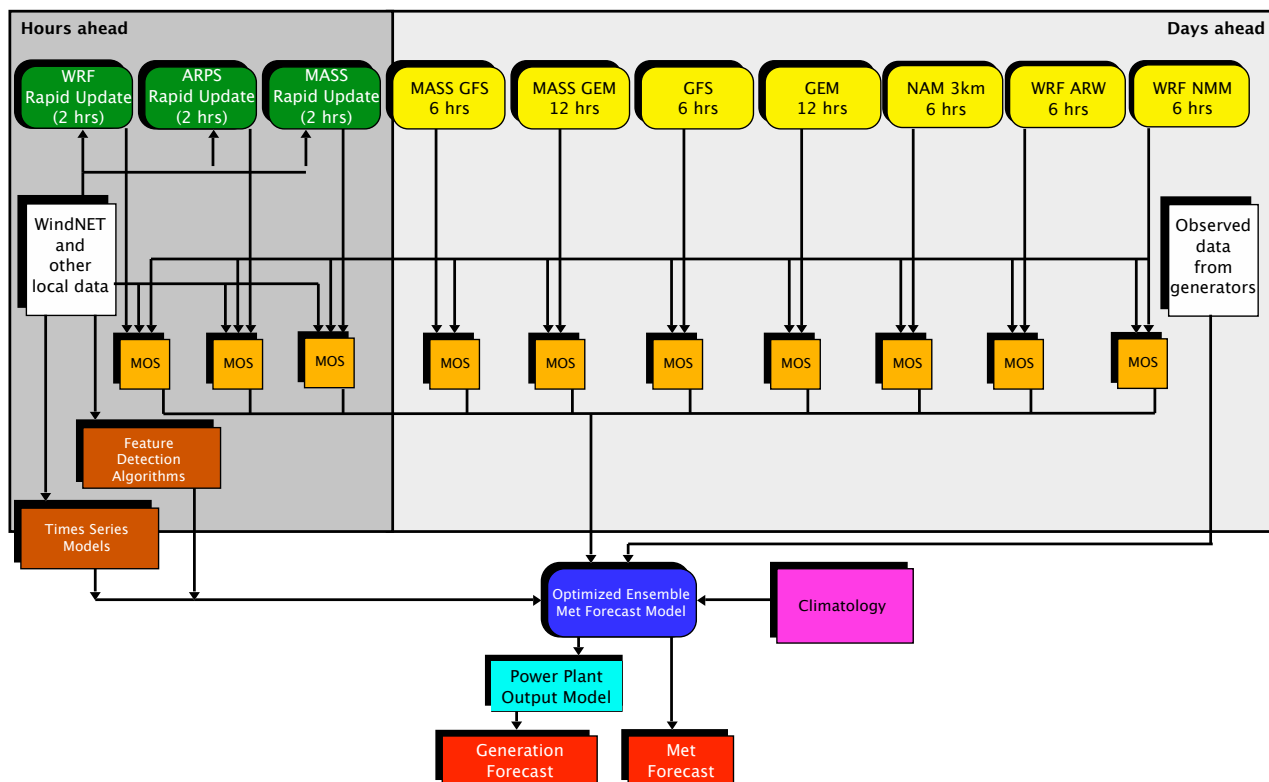 Hours ahead
Days ahead
WRF
Rapid Update
(2 hrs)
ARPS
Rapid Update
(2 hrs)
MASS
Rapid Update
(2 hrs)
MASS GFS
6 hrs
MASS GEM
12 hrs
GFS
6 hrs
GEM
12 hrs
NAM 3km
6 hrs
WRF ARW
6 hrs
WRF NMM
6 hrs
WindNET
and
other
local data
Observed
data
from
generators
MOS
MOS
MOS
MOS
MOS
MOS
MOS
MOS
MOS
MOS
Feature
Detection
Algorithms
Times Series
Models
Optimized Ensemble
Met Forecast Model
Climatology
Power Plant
Output Model
Generation
Forecast
Met
Forecast